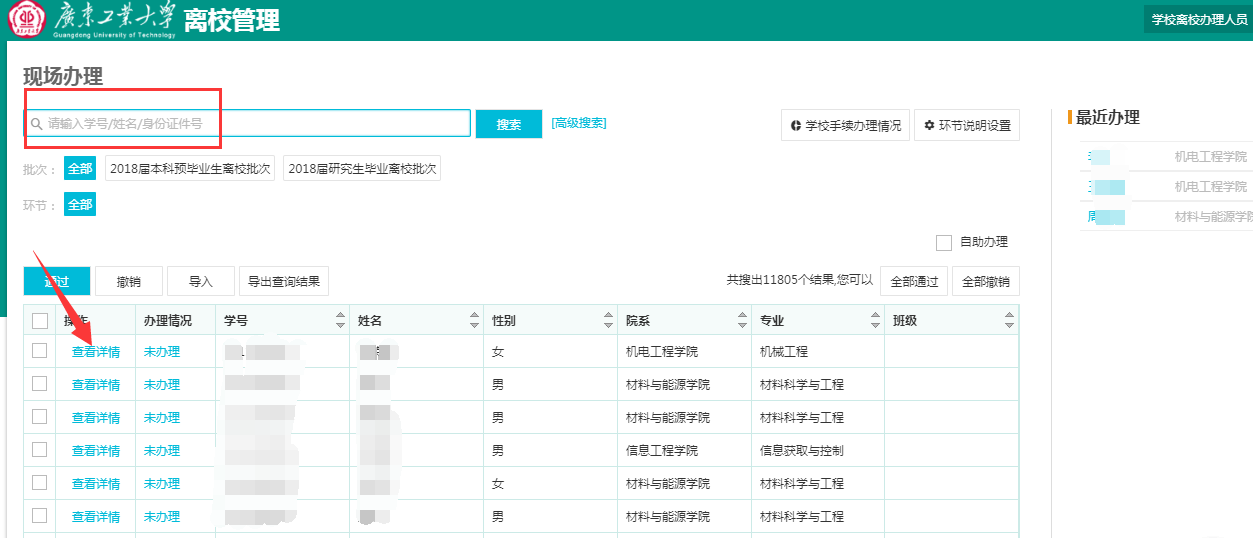 廣東工業大學
Guangdong University of Technology
离校管理
学校离校办理人员
现场办理
请输入学号/姓名/身份证件号
搜索
[高级搜索]
学校手续办理情况
环节说明设置
批次： 全部 2018届本科预毕业生离校批次 2018届研究生毕业离校批次
环节： 全部
自助办理
通过 撤销 导入 导出查询结果 共搜出11805个结果,您可以 全部通过 全部撤销
操作 办理情况 学号 姓名 性别 院系 专业 班级
查看详情 未办理 女 机电工程学院 机械工程
查看详情 未办理 男 材料与能源学院 材料科学与工程
查看详情 未办理 男 材料与能源学院 材料科学与工程
查看详情 未办理 男 信息工程学院 信息获取与控制
查看详情 未办理 女 材料与能源学院 材料科学与工程
查看详情 未办理 男 材料与能源学院 材料科学与工程
最近办理
机电工程学院
机电工程学院
周 材料与能源学院